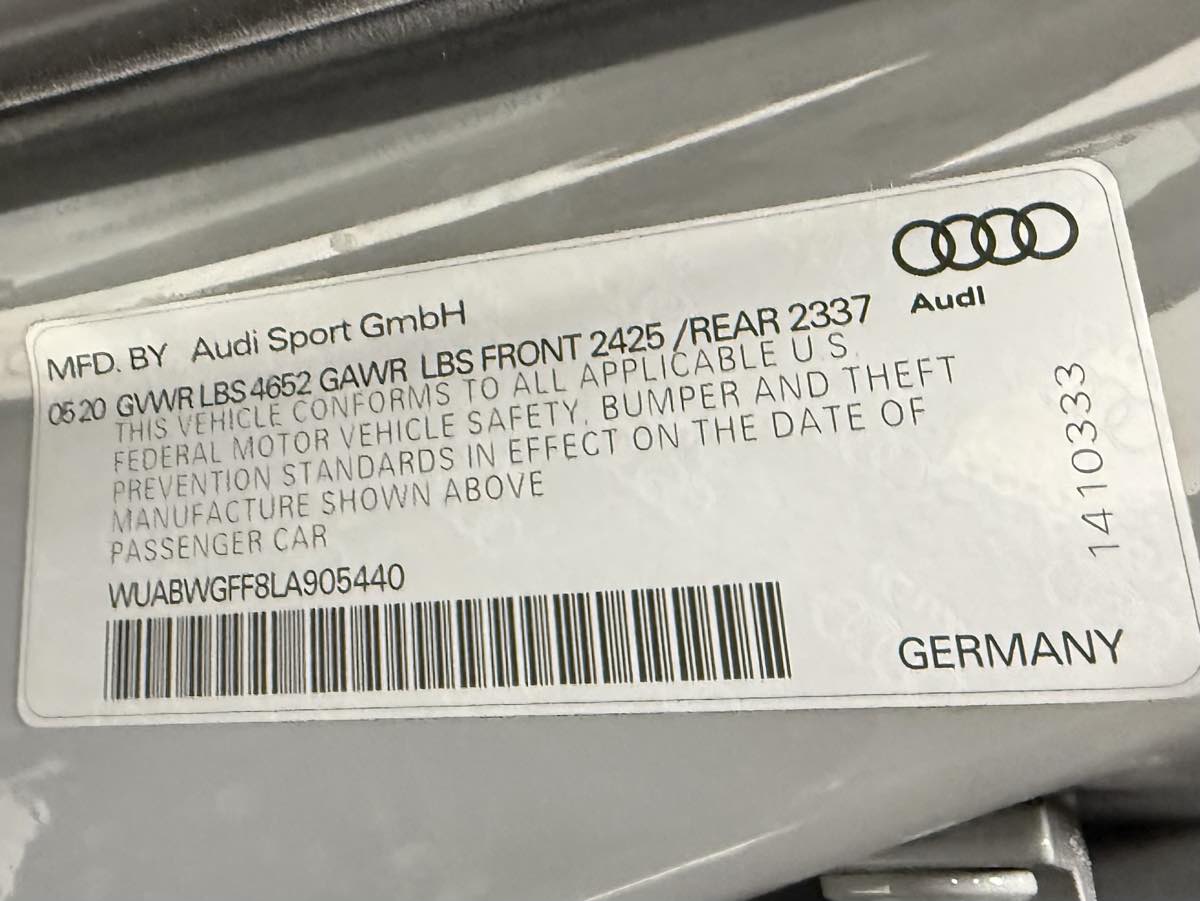 Audi
MFD. BY Audi Sport GmbH
0520 GVWR LBS 4652 GAWR LBS FRONT 2425 /REAR 2337
THIS VEHICLE CONFORMS TO ALL APPLICABLE U.S.
FEDERAL MOTOR VEHICLE SAFETY, BUMPER AND THEFT
PREVENTION STANDARDS IN EFFECT ON THE DATE OF
MANUFACTURE SHOWN ABOVE
PASSENGER CAR
WUABWGFF8LA905440
GERMANY
1410333